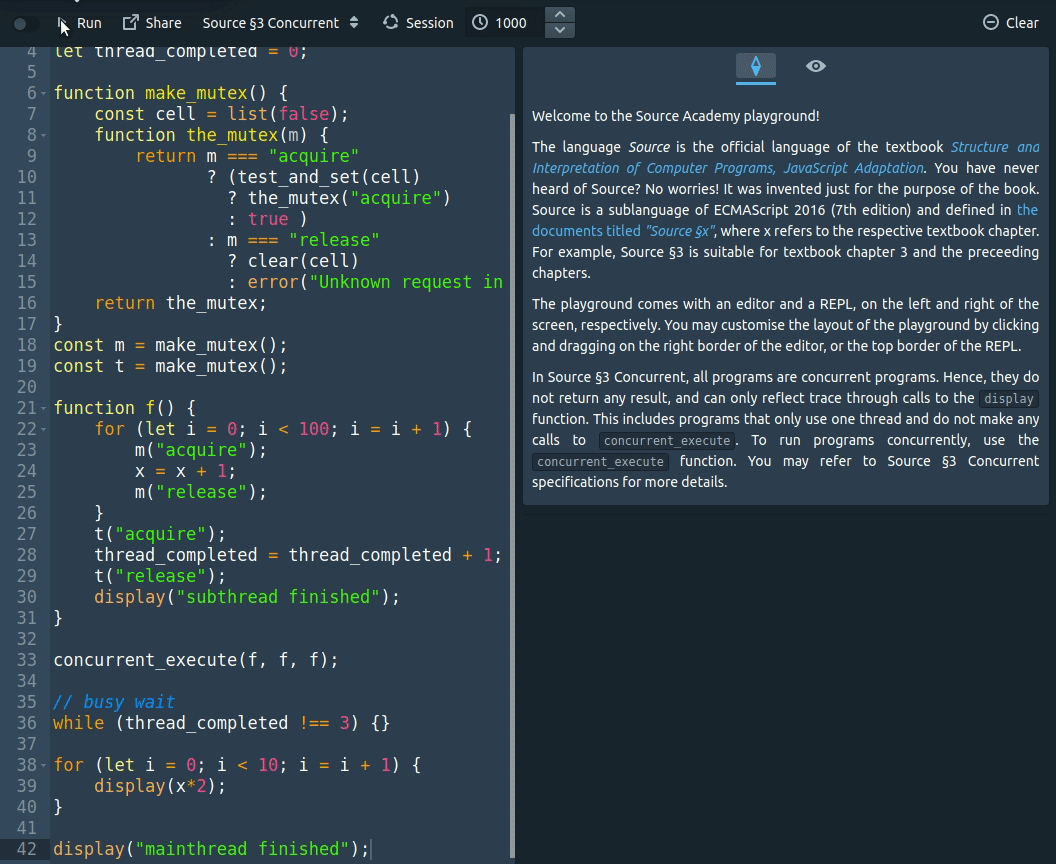 Run Share Source §3 Concurrent Session 1000 Clear
4 let thread_completed = 0;
5
6 function make_mutex() {
7 const cell = list(false);
8 function the_mutex(m) {
9 return m === "acquire"
10 ? (test_and_set(cell)
11 ? the_mutex("acquire")
12 : true )
13 : m === "release"
14 ? clear(cell)
15 : error("Unknown request in
16 return the_mutex;
17 }
18 const m = make_mutex();
19 const t = make_mutex();
20
21 function f() {
22 for (let i = 0; i < 100; i = i + 1) {
23 m("acquire");
24 x = x + 1;
25 m("release");
26 }
27 t("acquire");
28 thread_completed = thread_completed + 1;
29 t("release");
30 display("subthread finished");
31 }
32
33 concurrent_execute(f, f, f);
34
35 // busy wait
36 while (thread_completed !== 3) {}
37
38 for (let i = 0; i < 10; i = i + 1) {
39 display(x*2);
40 }
41
42 display("mainthread finished");
Welcome to the Source Academy playground!
The language Source is the official language of the textbook Structure and
Interpretation of Computer Programs, JavaScript Adaptation. You have never
heard of Source? No worries! It was invented just for the purpose of the book.
Source is a sublanguage of ECMAScript 2016 (7th edition) and defined in the
documents titled "Source §x", where x refers to the respective textbook chapter.
For example, Source §3 is suitable for textbook chapter 3 and the preceeding
chapters.
The playground comes with an editor and a REPL, on the left and right of the
screen, respectively. You may customise the layout of the playground by clicking
and dragging on the right border of the editor, or the top border of the REPL.
In Source §3 Concurrent, all programs are concurrent programs. Hence, they do
not return any result, and can only reflect trace through calls to the display
function. This includes programs that only use one thread and do not make any
calls to concurrent_execute. To run programs concurrently, use the
concurrent_execute function. You may refer to Source §3 Concurrent
specifications for more details.